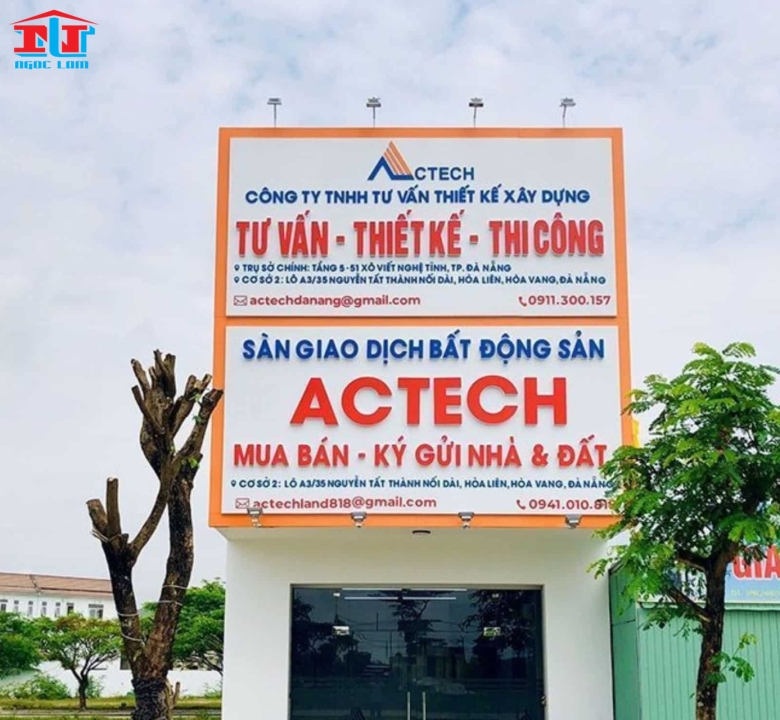 NGỌC LAM
ACTECH
CÔNG TY TNHH TƯ VẤN THIẾT KẾ XÂY DỰNG
TƯ VẤN - THIẾT KẾ - THI CÔNG
TRỤ SỞ CHÍNH: TẦNG 5 - 51 XÔ VIẾT NGHỆ TĨNH, TP. ĐÀ NẴNG
CƠ SỞ 2: LÔ A3/35 NGUYỄN TẤT THÀNH NỐI DÀI, HÒA LIÊN, HÒA VANG, ĐÀ NẴNG
actechdanang@gmail.com 0911.300.157
SÀN GIAO DỊCH BẤT ĐỘNG SẢN
ACTECH
MUA BÁN - KÝ GỬI NHÀ & ĐẤT
CƠ SỞ 2: LÔ A3/35 NGUYỄN TẤT THÀNH NỐI DÀI, HÒA LIÊN, HÒA VANG, ĐÀ NẴNG
actechland818@gmail.com 0941.010.819